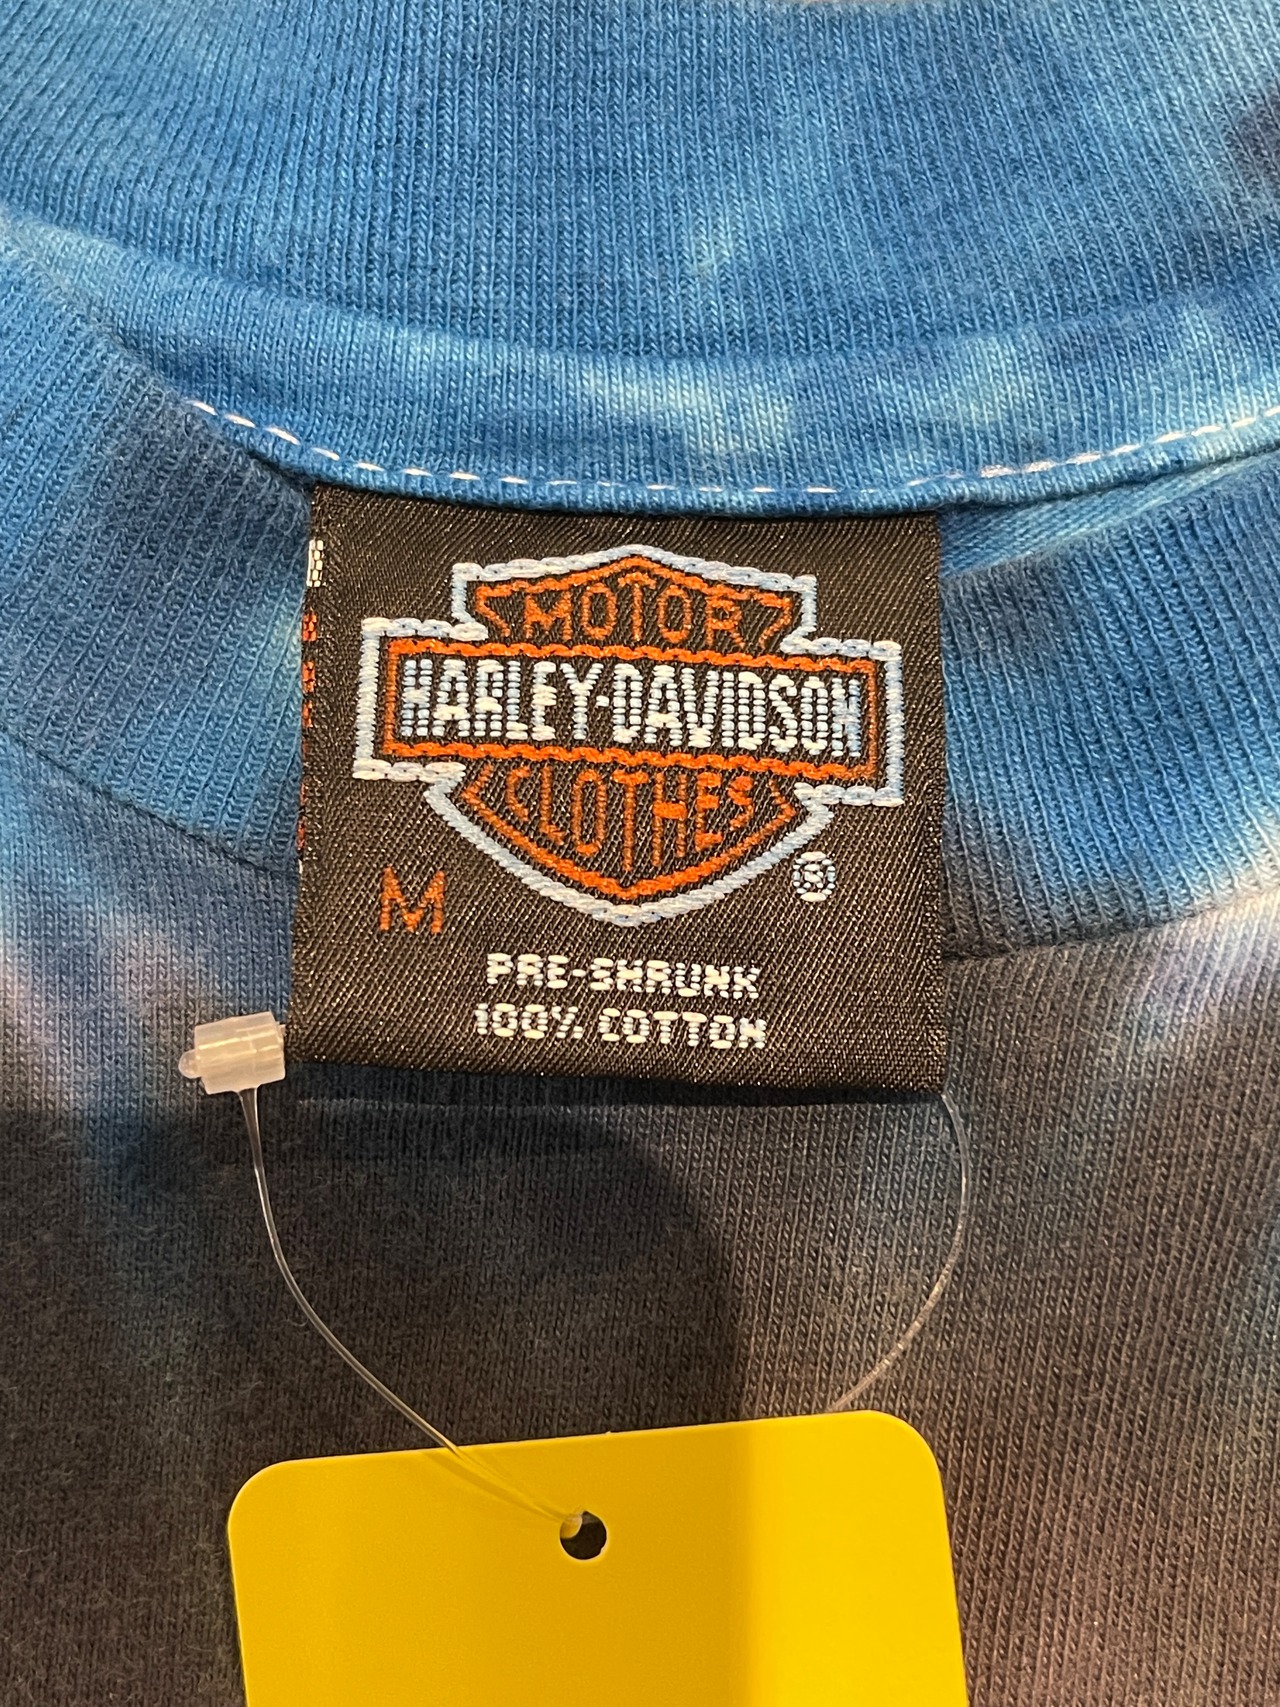 MOTOR
HARLEY-DAVIDSON
CLOTHES
®
M
PRE-SHRUNK
100% COTTON